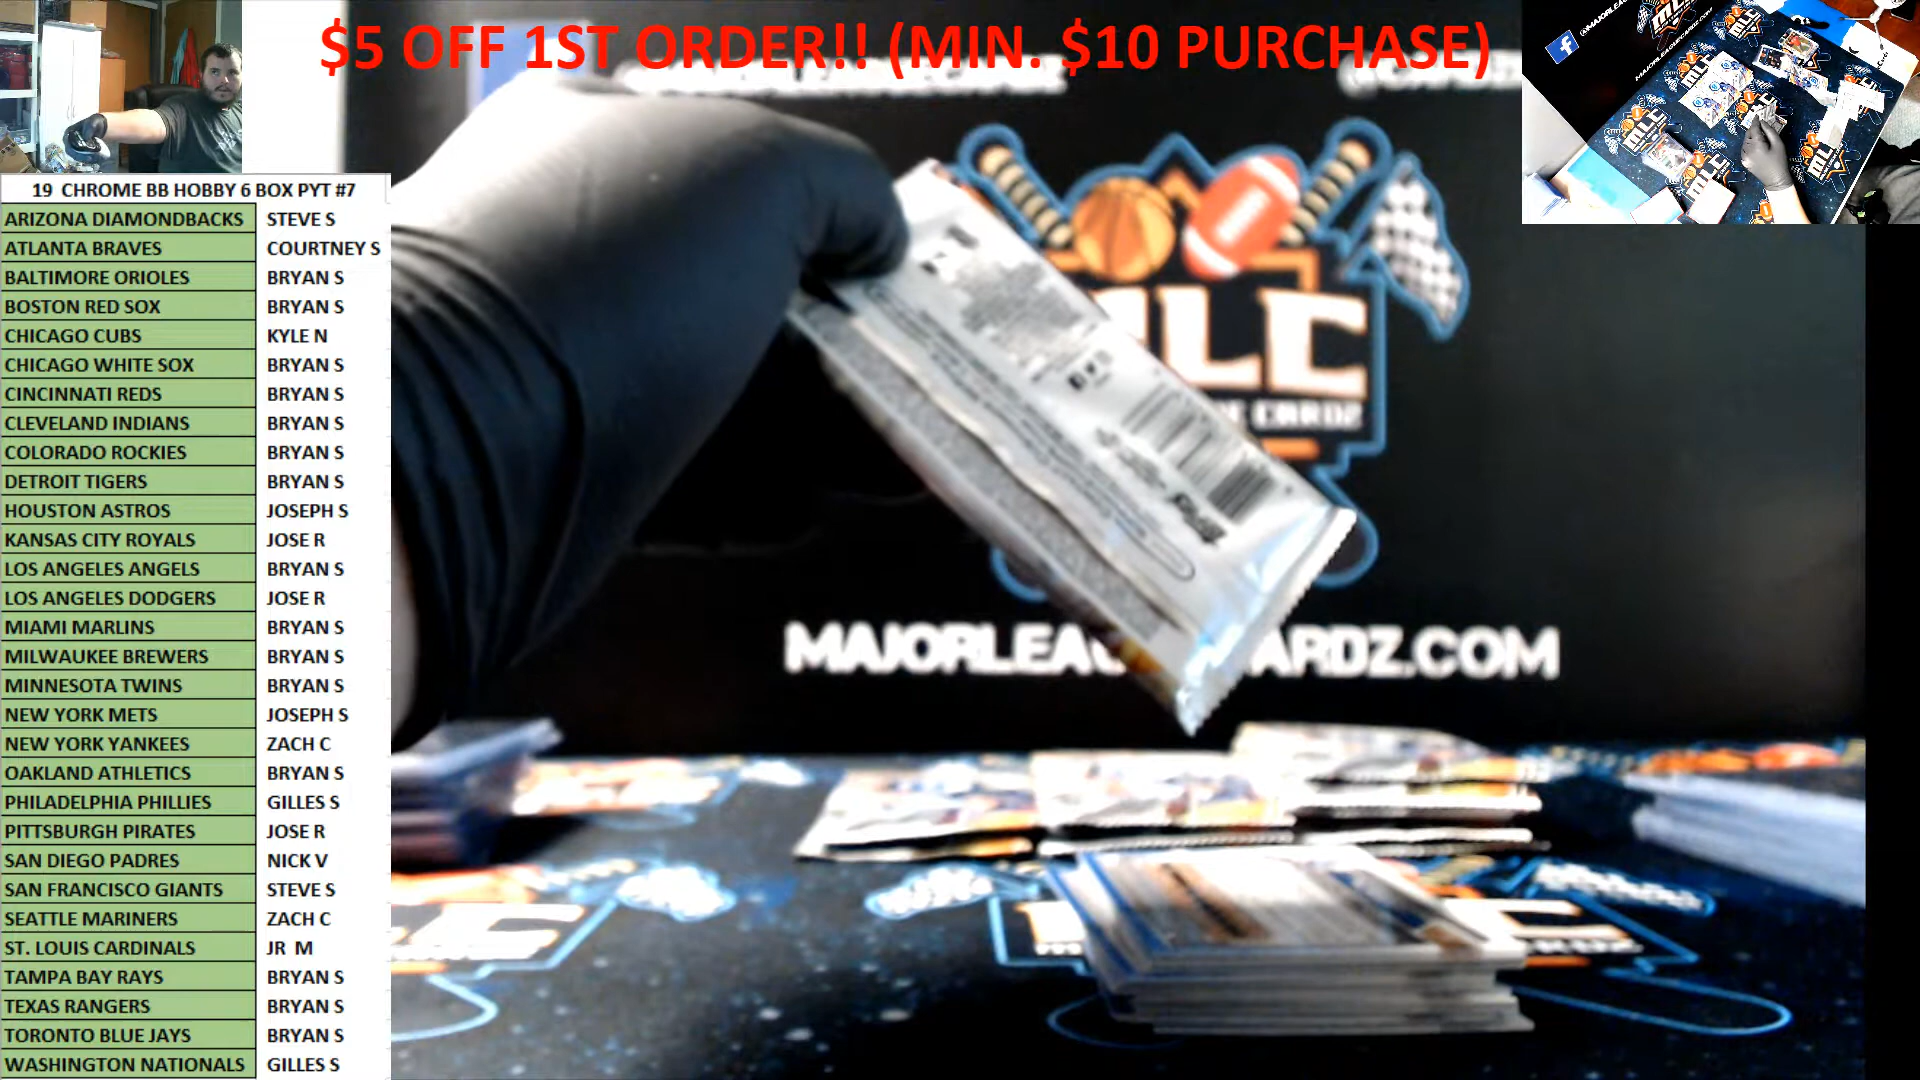 $5 OFF 1ST ORDER!! (MIN. $10 PURCHASE)
19 CHROME BB HOBBY 6 BOX PYT #7
ARIZONA DIAMONDBACKS STEVE S
ATLANTA BRAVES COURTNEY S
BALTIMORE ORIOLES BRYAN S
BOSTON RED SOX BRYAN S
CHICAGO CUBS KYLE N
CHICAGO WHITE SOX BRYAN S
CINCINNATI REDS BRYAN S
CLEVELAND INDIANS BRYAN S
COLORADO ROCKIES BRYAN S
DETROIT TIGERS BRYAN S
HOUSTON ASTROS JOSEPH S
KANSAS CITY ROYALS JOSE R
LOS ANGELES ANGELS BRYAN S
LOS ANGELES DODGERS JOSE R
MIAMI MARLINS BRYAN S
MILWAUKEE BREWERS BRYAN S
MINNESOTA TWINS BRYAN S
NEW YORK METS JOSEPH S
NEW YORK YANKEES ZACH C
OAKLAND ATHLETICS BRYAN S
PHILADELPHIA PHILLIES GILLES S
PITTSBURGH PIRATES JOSE R
SAN DIEGO PADRES NICK V
SAN FRANCISCO GIANTS STEVE S
SEATTLE MARINERS ZACH C
ST. LOUIS CARDINALS JR M
TAMPA BAY RAYS BRYAN S
TEXAS RANGERS BRYAN S
TORONTO BLUE JAYS BRYAN S
WASHINGTON NATIONALS GILLES S
MLC
CARDZ
MAJORLEA ARDZ.COM